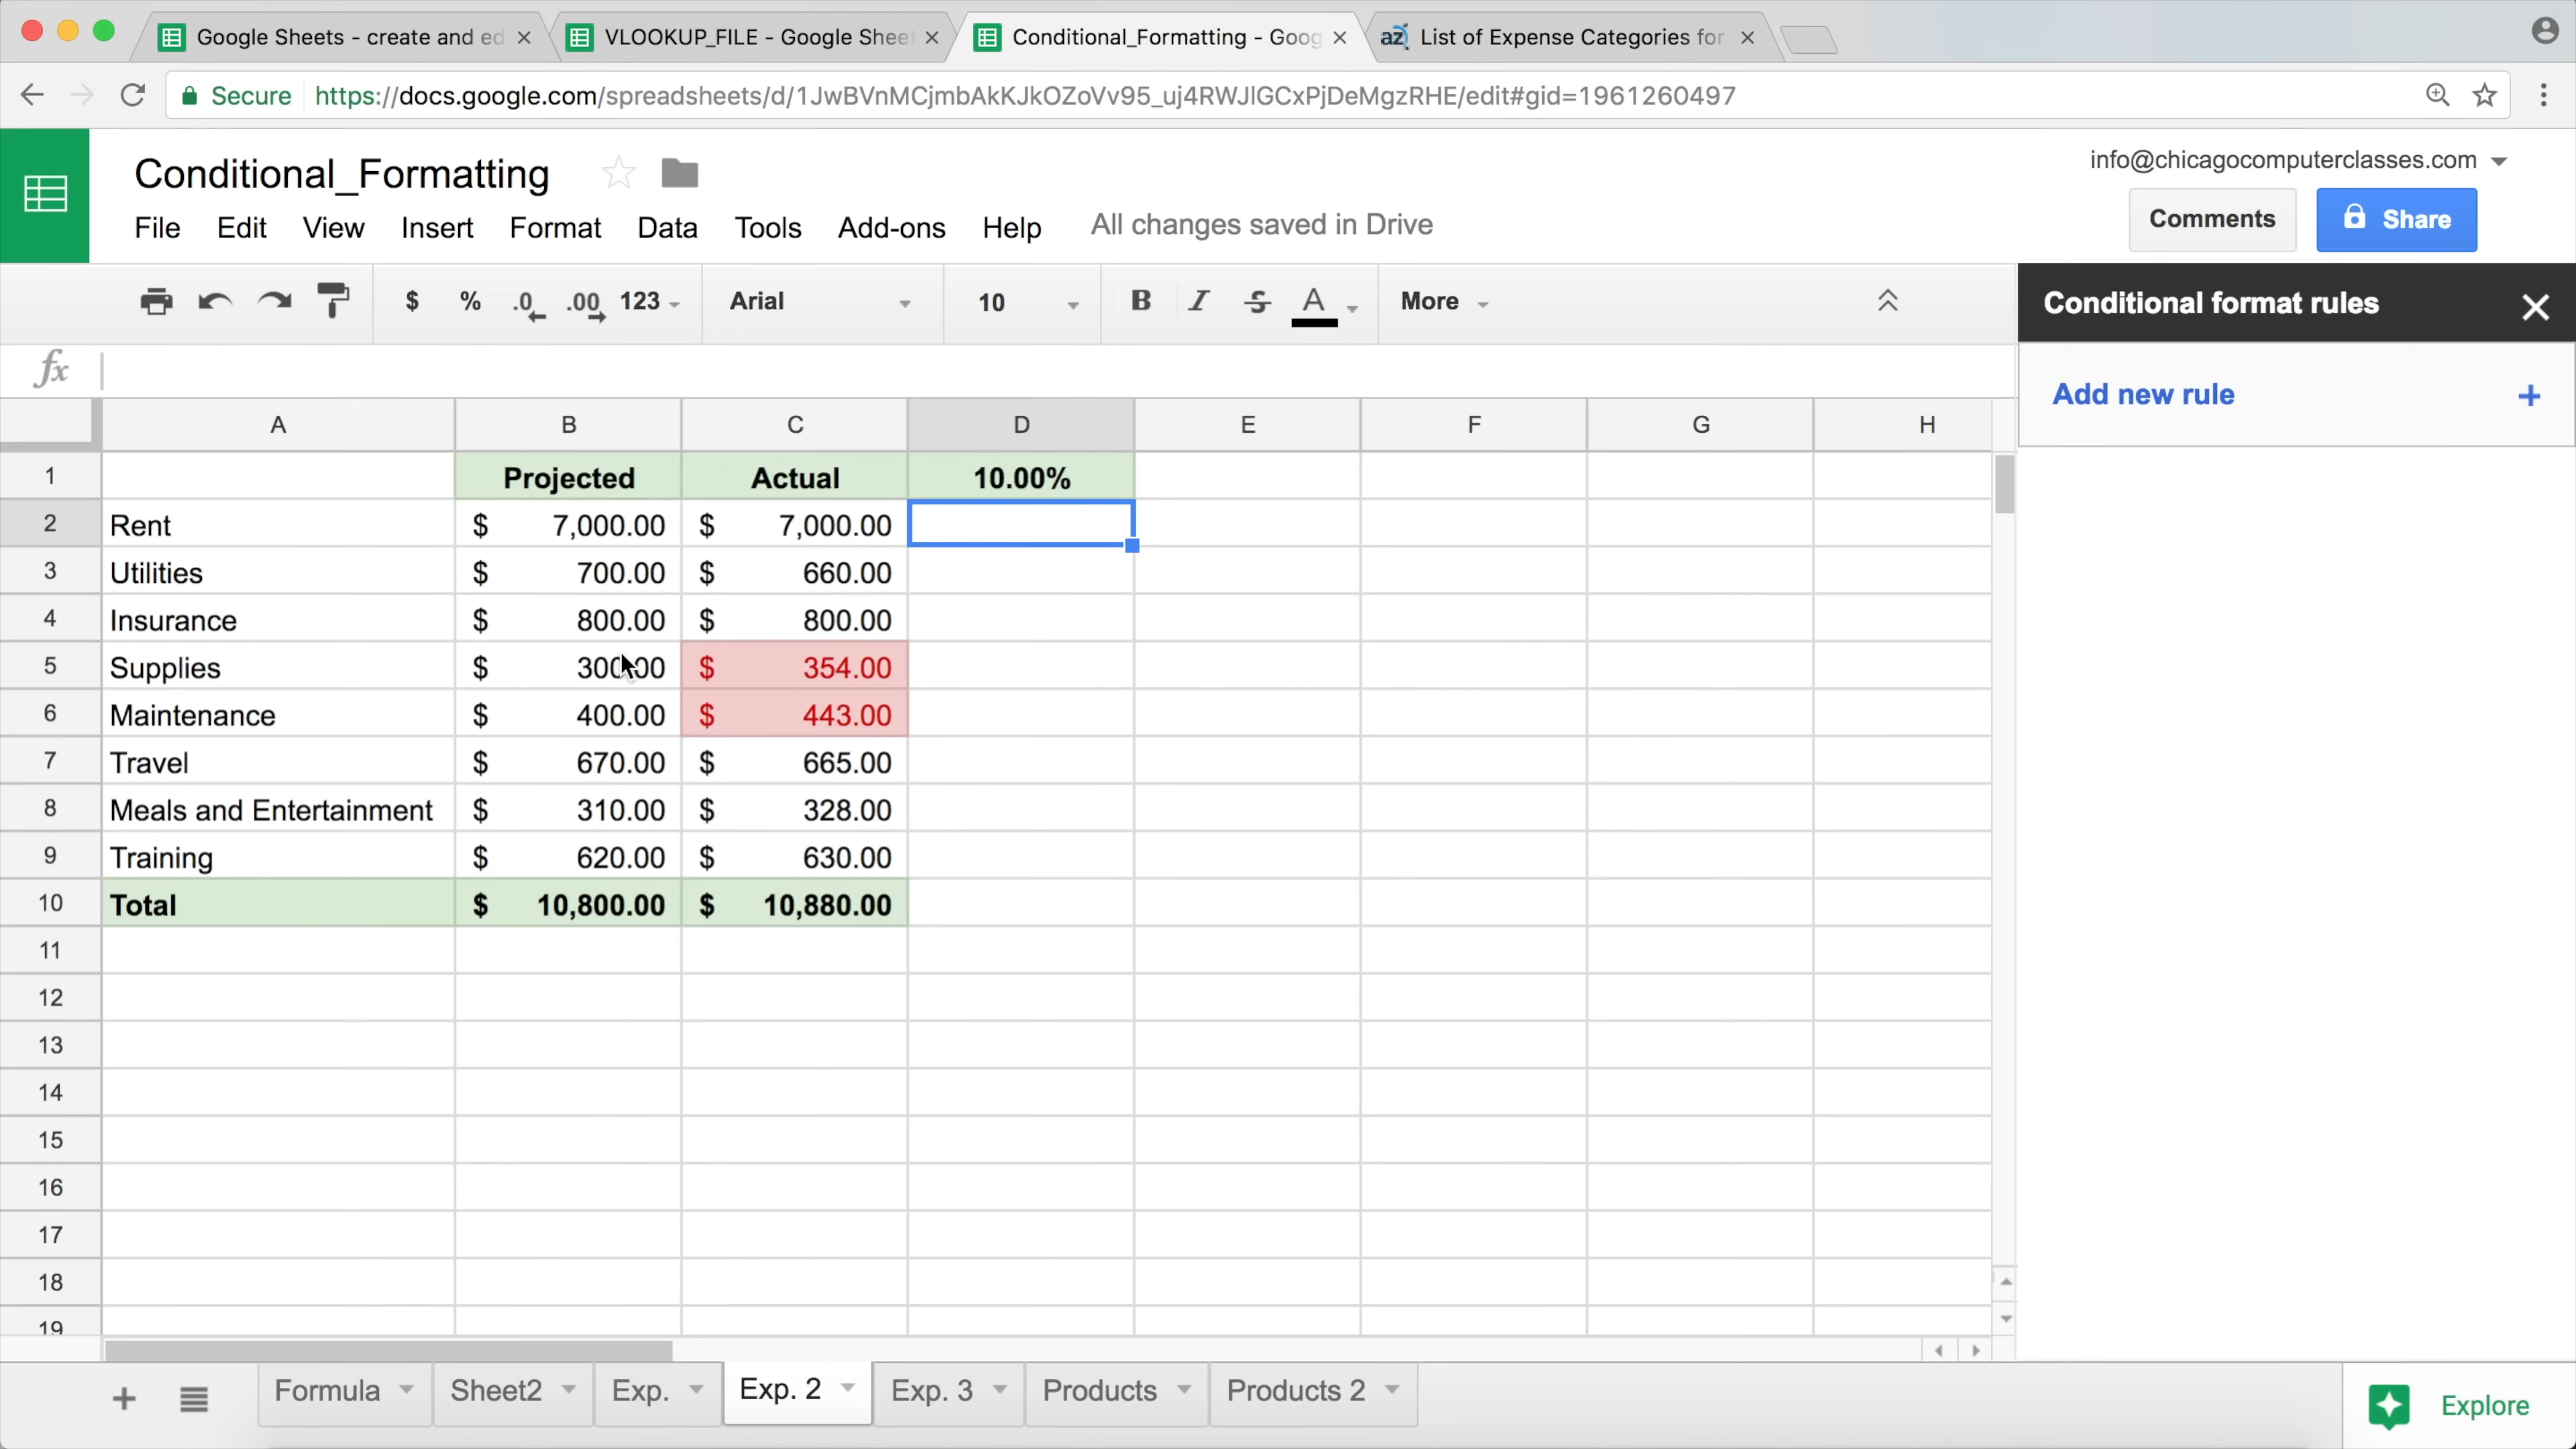 Google Sheets - create and ed
VLOOKUP_FILE - Google Sheet
Conditional_Formatting - Goog
List of Expense Categories for
Secure https://docs.google.com/spreadsheets/d/1JwBVnMCjmbAkKJkOZoVv95_uj4RWJlGCxPjDeMgzRHE/edit#gid=1961260497
Conditional_Formatting
info@chicagocomputerclasses.com
File Edit View Insert Format Data Tools Add-ons Help All changes saved in Drive
Comments Share
$ % .0 .00 123 Arial 10 B I S A More
Conditional format rules
fx
Add new rule +
A B C D E F G H
1 Projected Actual 10.00%
2 Rent $ 7,000.00 $ 7,000.00
3 Utilities $ 700.00 $ 660.00
4 Insurance $ 800.00 $ 800.00
5 Supplies $ 300.00 $ 354.00
6 Maintenance $ 400.00 $ 443.00
7 Travel $ 670.00 $ 665.00
8 Meals and Entertainment $ 310.00 $ 328.00
9 Training $ 620.00 $ 630.00
10 Total $ 10,800.00 $ 10,880.00
11
12
13
14
15
16
17
18
19
+ Formula Sheet2 Exp. Exp. 2 Exp. 3 Products Products 2 Explore